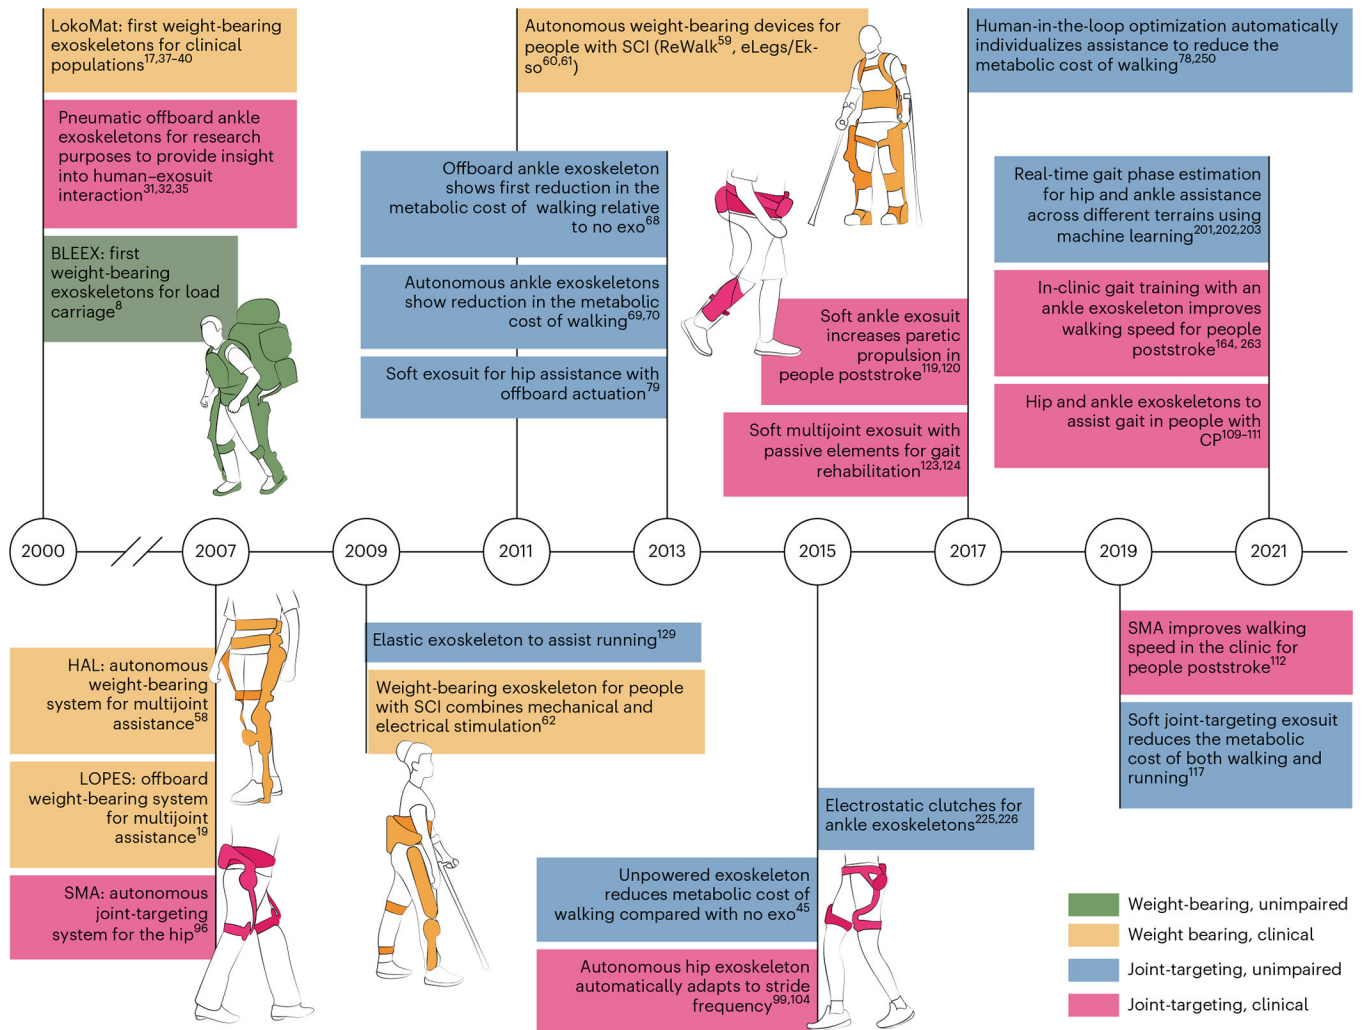 LokoMat: first weight-bearing
exoskeletons for clinical
populations17,37–40
Pneumatic offboard ankle
exoskeletons for research
purposes to provide insight
into human–exosuit
interaction31,32,35
BLEEX: first
weight-bearing
exoskeletons for load
carriage8
Autonomous weight-bearing devices for
people with SCI (ReWalk59, eLegs/Ek-
so60,61)
Offboard ankle exoskeleton
shows first reduction in the
metabolic cost of walking relative
to no exo68
Autonomous ankle exoskeletons
show reduction in the metabolic
cost of walking69,70
Soft exosuit for hip assistance with
offboard actuation79
Human-in-the-loop optimization automatically
individualizes assistance to reduce the
metabolic cost of walking78,250
Soft ankle exosuit
increases paretic
propulsion in
people poststroke119,120
Soft multijoint exosuit with
passive elements for gait
rehabilitation123,124
Real-time gait phase estimation
for hip and ankle assistance
across different terrains using
machine learning201,202,203
In-clinic gait training with an
ankle exoskeleton improves
walking speed for people
poststroke164, 263
Hip and ankle exoskeletons to
assist gait in people with
CP109–111
2000
2007
2009
2011
2013
2015
2017
2019
2021
HAL: autonomous
weight-bearing
system for multijoint
assistance58
LOPES: offboard
weight-bearing system
for multijoint
assistance19
SMA: autonomous
joint-targeting
system for the hip96
Elastic exoskeleton to assist running129
Weight-bearing exoskeleton for people
with SCI combines mechanical and
electrical stimulation62
Electrostatic clutches for
ankle exoskeletons225,226
Unpowered exoskeleton
reduces metabolic cost of
walking compared with no exo45
Autonomous hip exoskeleton
automatically adapts to stride
frequency99,104
SMA improves walking
speed in the clinic for
people poststroke112
Soft joint-targeting exosuit
reduces the metabolic
cost of both walking and
running117
Weight-bearing, unimpaired
Weight bearing, clinical
Joint-targeting, unimpaired
Joint-targeting, clinical